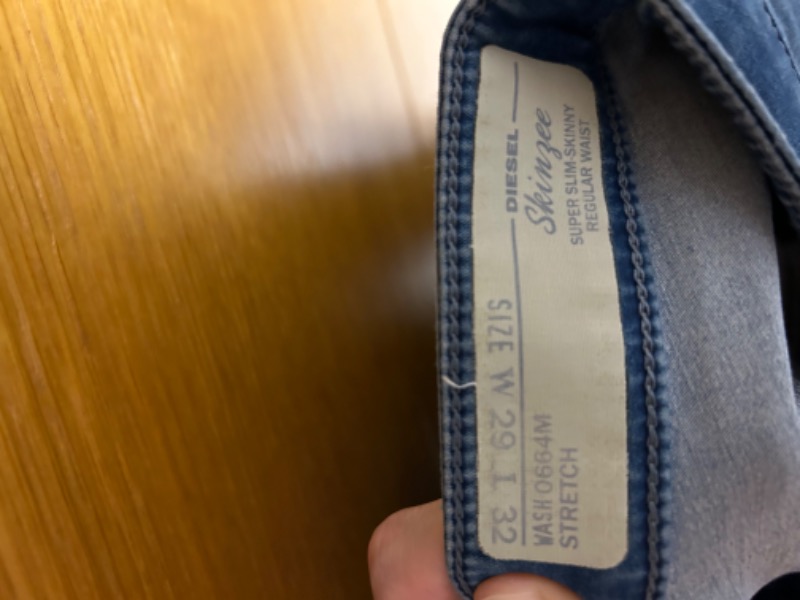 DIESEL
Skinzee
SUPER SLIM-SKINNY
REGULAR WAIST
SIZE W 29 L 32
WASH 0664M
STRETCH